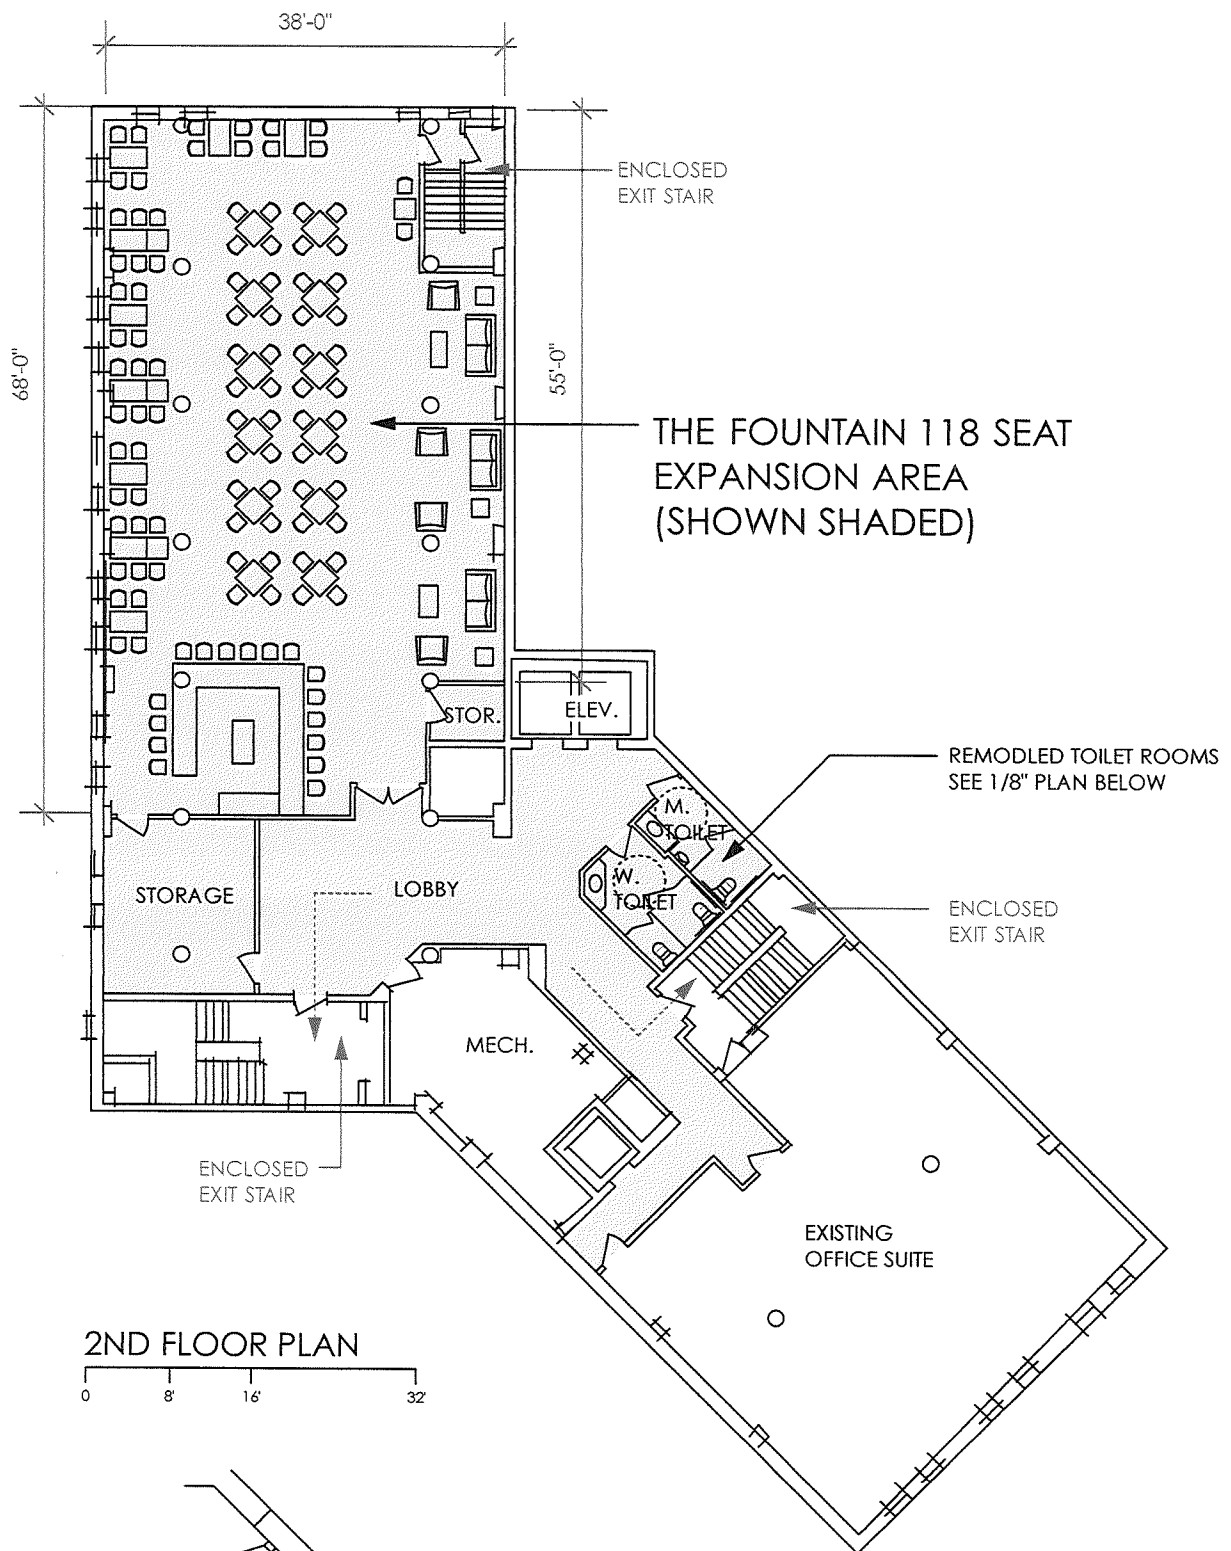 38'-0"
ENCLOSED
EXIT STAIR
68'-0"
55'-0"
THE FOUNTAIN 118 SEAT
EXPANSION AREA
(SHOWN SHADED)
STOR.
ELEV.
REMODLED TOILET ROOMS
SEE 1/8" PLAN BELOW
M.
TOILET
W.
TOILET
STORAGE
LOBBY
ENCLOSED
EXIT STAIR
MECH.
ENCLOSED
EXIT STAIR
EXISTING
OFFICE SUITE
2ND FLOOR PLAN
0 8' 16' 32'